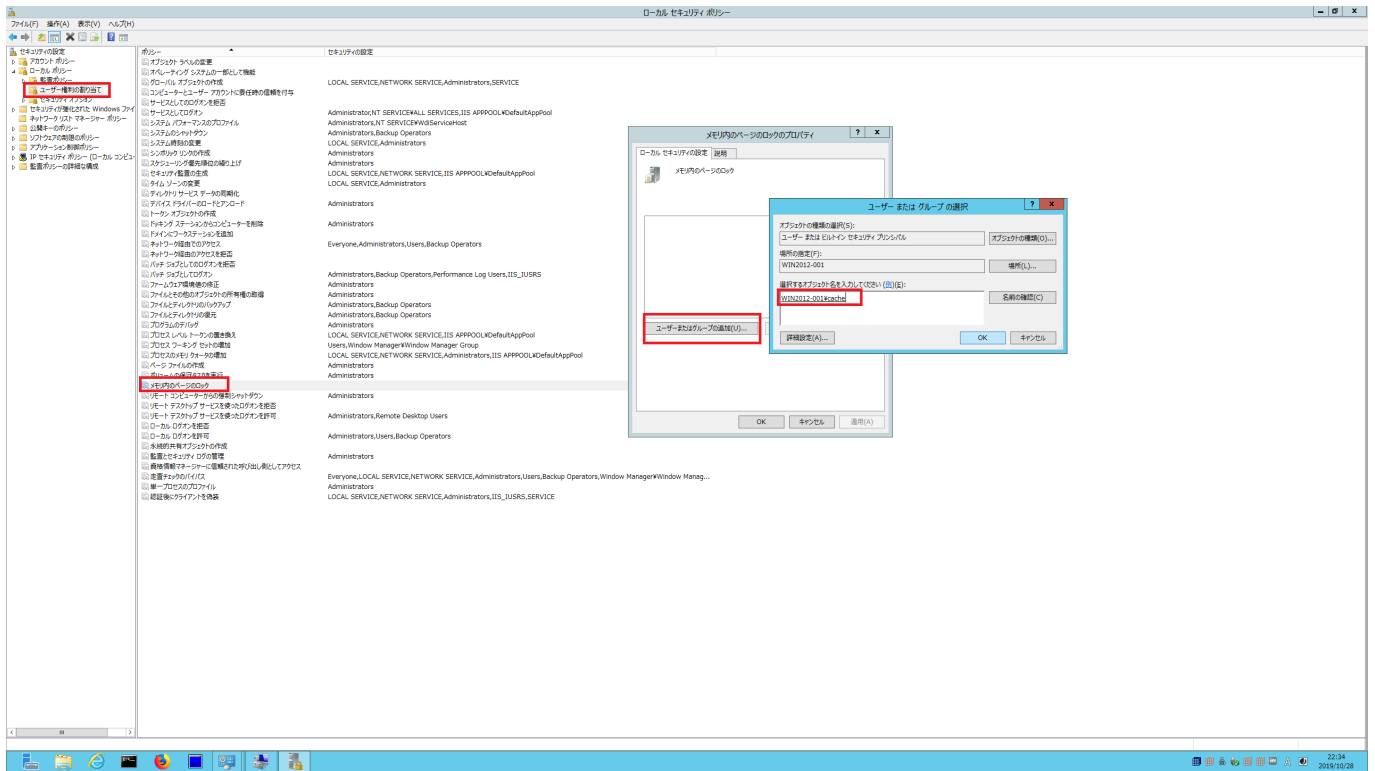 ローカル セキュリティ ポリシー
ファイル(F) 操作(A) 表示(V) ヘルプ(H)
セキュリティの設定
アカウント ポリシー
ローカル ポリシー
監査ポリシー
ユーザー権利の割り当て
セキュリティ オプション
セキュリティが強化された Windows ファイ
ネットワーク リスト マネージャー ポリシー
公開キーのポリシー
ソフトウェアの制限のポリシー
アプリケーション制御ポリシー
IP セキュリティ ポリシー (ローカル コンピュー
監査ポリシーの詳細な構成
ポリシー セキュリティの設定
オブジェクト ラベルの変更
オペレーティング システムの一部として機能
グローバル オブジェクトの作成 LOCAL SERVICE,NETWORK SERVICE,Administrators,SERVICE
コンピューターとユーザー アカウントに委任時の信頼を付与
サービスとしてのログオンを拒否
サービスとしてログオン Administrator,NT SERVICE¥ALL SERVICES,IIS APPPOOL¥DefaultAppPool
システム パフォーマンスのプロファイル Administrators,NT SERVICE¥WdiServiceHost
システムのシャットダウン Administrators,Backup Operators
システム時刻の変更 LOCAL SERVICE,Administrators
シンボリック リンクの作成 Administrators
スケジューリング優先順位の繰り上げ Administrators
セキュリティ監査の生成 LOCAL SERVICE,NETWORK SERVICE,IIS APPPOOL¥DefaultAppPool
タイム ゾーンの変更 LOCAL SERVICE,Administrators
ディレクトリ サービス データの同期化
デバイス ドライバーのロードとアンロード Administrators
トークン オブジェクトの作成
ドッキング ステーションからコンピューターを削除 Administrators
ドメインにワークステーションを追加
ネットワーク経由でのアクセス Everyone,Administrators,Users,Backup Operators
ネットワーク経由のアクセスを拒否
バッチ ジョブとしてのログオンを拒否
バッチ ジョブとしてログオン Administrators,Backup Operators,Performance Log Users,IIS_IUSRS
ファームウェア環境値の修正 Administrators
ファイルとその他のオブジェクトの所有権の取得 Administrators
ファイルとディレクトリのバックアップ Administrators,Backup Operators
ファイルとディレクトリの復元 Administrators,Backup Operators
プログラムのデバッグ Administrators
プロセス レベル トークンの置き換え LOCAL SERVICE,NETWORK SERVICE,IIS APPPOOL¥DefaultAppPool
プロセス ワーキング セットの増加 Users,Window Manager¥Window Manager Group
プロセスのメモリ クォータの増加 LOCAL SERVICE,NETWORK SERVICE,Administrators,IIS APPPOOL¥DefaultAppPool
ページ ファイルの作成 Administrators
ボリュームの保守タスクを実行 Administrators
メモリ内のページのロック
リモート コンピューターからの強制シャットダウン Administrators
リモート デスクトップ サービスを使ったログオンを拒否
リモート デスクトップ サービスを使ったログオンを許可 Administrators,Remote Desktop Users
ローカル ログオンを拒否
ローカル ログオンを許可 Administrators,Users,Backup Operators
永続的共有オブジェクトの作成
監査とセキュリティ ログの管理 Administrators
資格情報マネージャーに信頼された呼び出し側としてアクセス
走査チェックのバイパス Everyone,LOCAL SERVICE,NETWORK SERVICE,Administrators,Users,Backup Operators,Window Manager¥Window Manag...
単一プロセスのプロファイル Administrators
認証後にクライアントを偽装 LOCAL SERVICE,NETWORK SERVICE,Administrators,IIS_IUSRS,SERVICE
メモリ内のページのロックのプロパティ ? x
ローカル セキュリティの設定 説明
メモリ内のページのロック
ユーザーまたはグループの追加(U)...
OK キャンセル 適用(A)
ユーザー または グループ の選択 ? x
オブジェクトの種類の選択(S):
ユーザー または ビルトイン セキュリティ プリンシパル オブジェクトの種類(O)...
場所の指定(F):
WIN2012-001 場所(L)...
選択するオブジェクト名を入力してください (例)(E):
WIN2012-001¥cache 名前の確認(C)
詳細設定(A)... OK キャンセル
A
22:34
2019/10/28